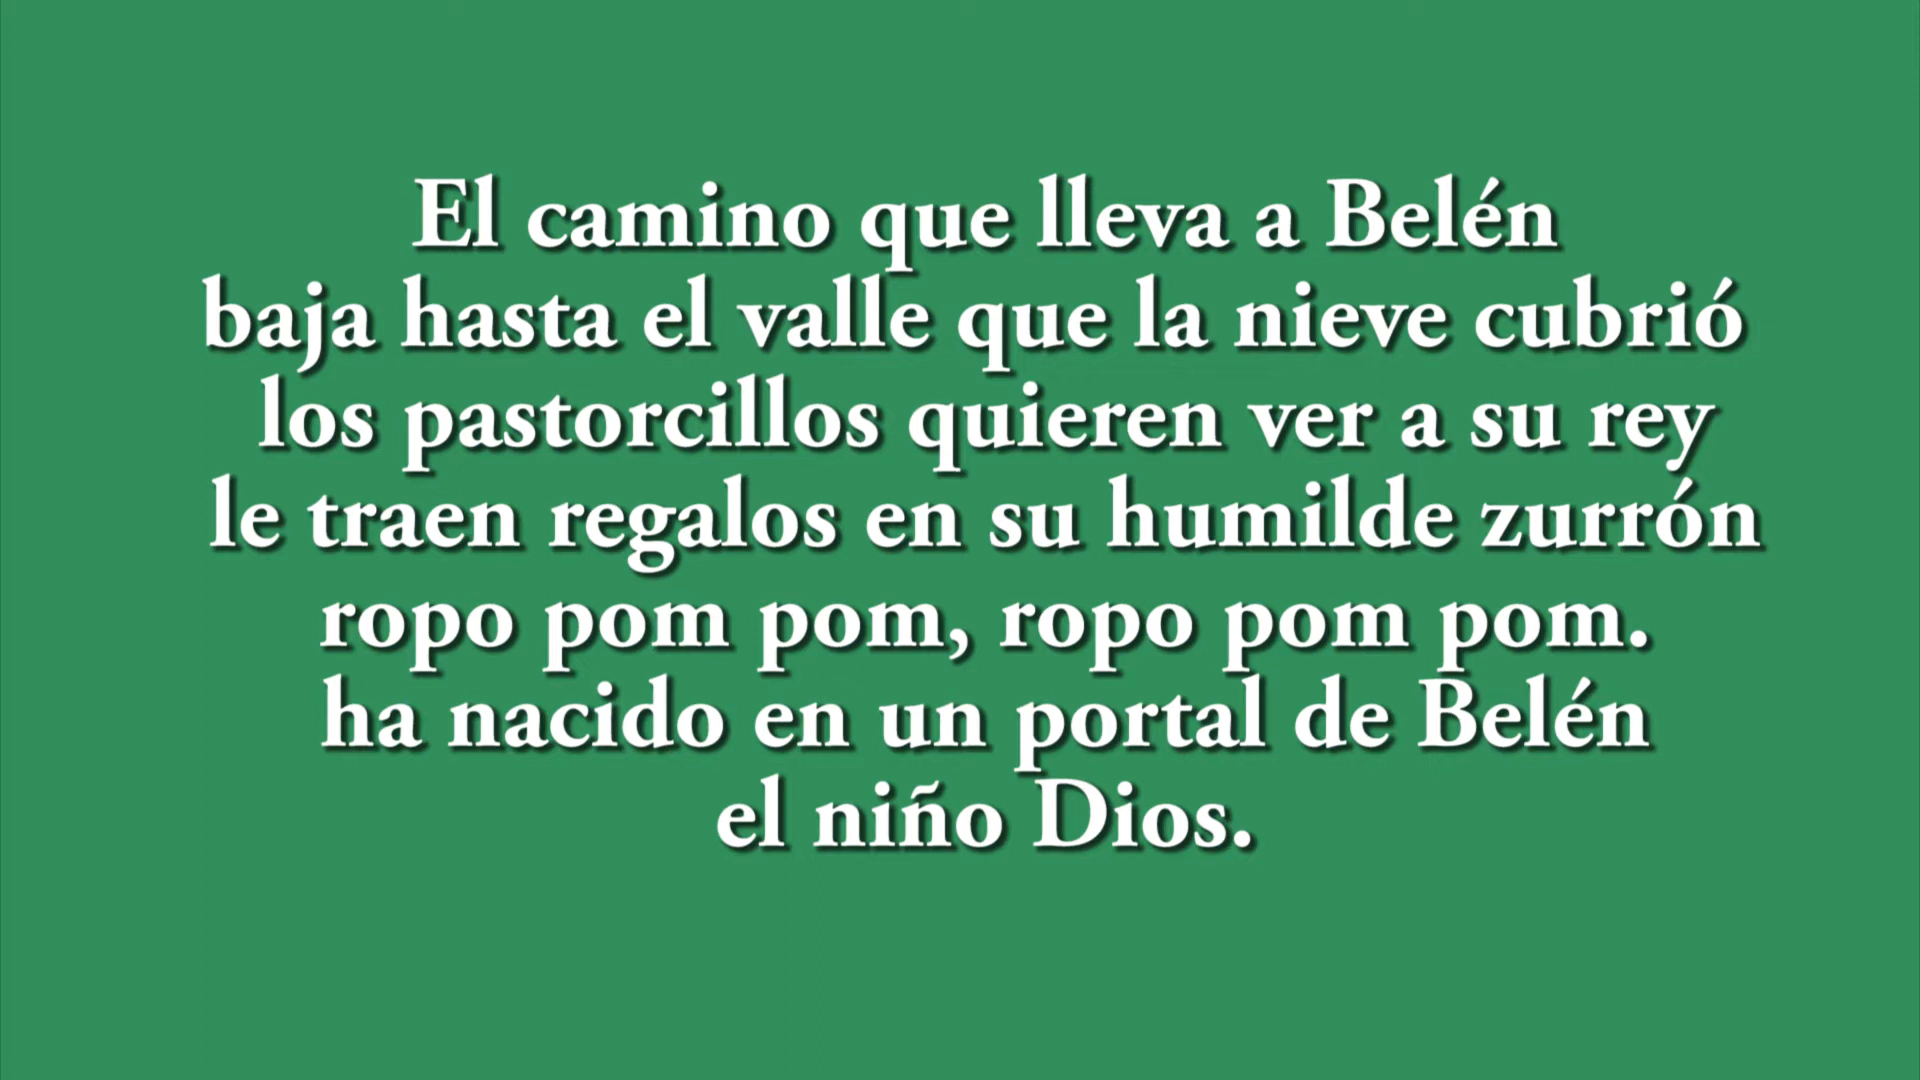 El camino que lleva a Belén
baja hasta el valle que la nieve cubrió
los pastorcillos quieren ver a su rey
le traen regalos en su humilde zurrón
ropo pom pom, ropo pom pom.
ha nacido en un portal de Belén
el niño Dios.